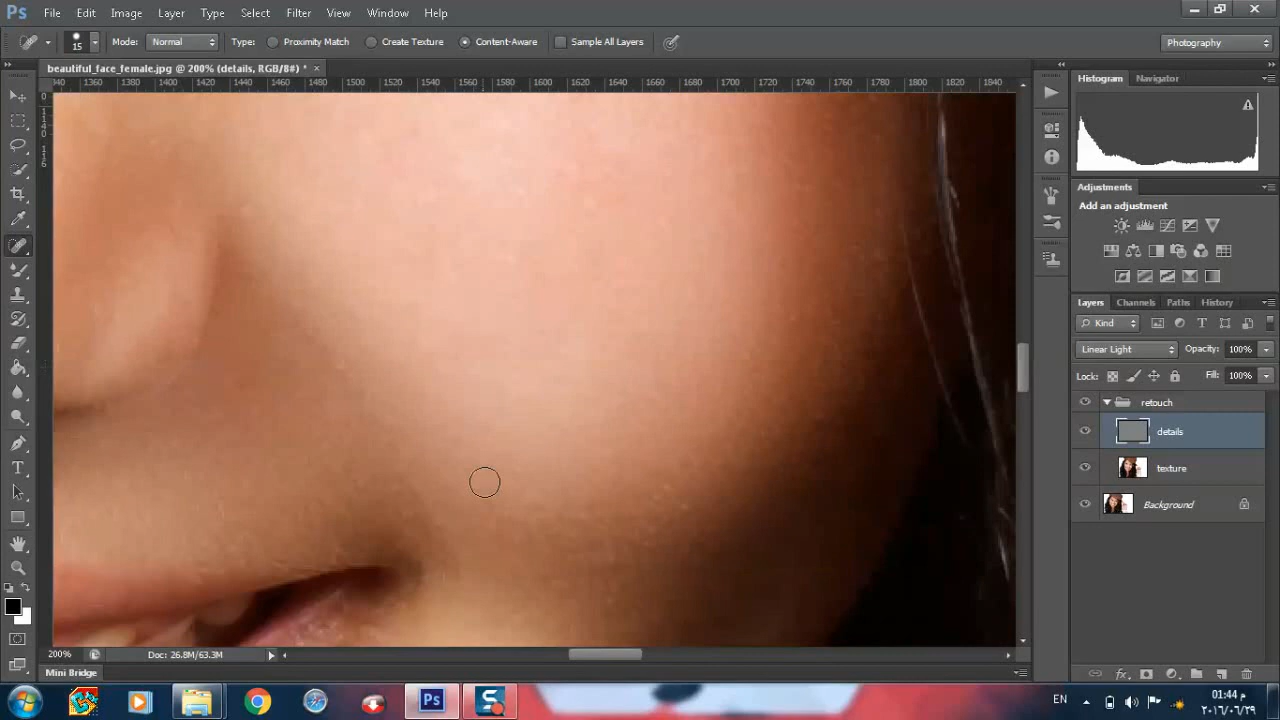 Ps File Edit Image Layer Type Select Filter View Window Help
15 Mode: Normal Type: Proximity Match Create Texture Content-Aware Sample All Layers Photography
beautiful_face_female.jpg @ 200% (details, RGB/8#) * ×
1360 1380 1400 1420 1440 1460 1480 1500 1520 1540 1560 1580 1600 1620 1640 1660 1680 1700 1720 1740 1760 1780 1800 1820 1840
Histogram Navigator
Adjustments
Add an adjustment
Layers Channels Paths History
Kind
Linear Light Opacity: 100%
Lock: Fill: 100%
retouch
details
texture
Background
200% Doc: 26.8M/63.3M
Mini Bridge
EN 01:44 م
٢٠١٦/٠٦/٢٩